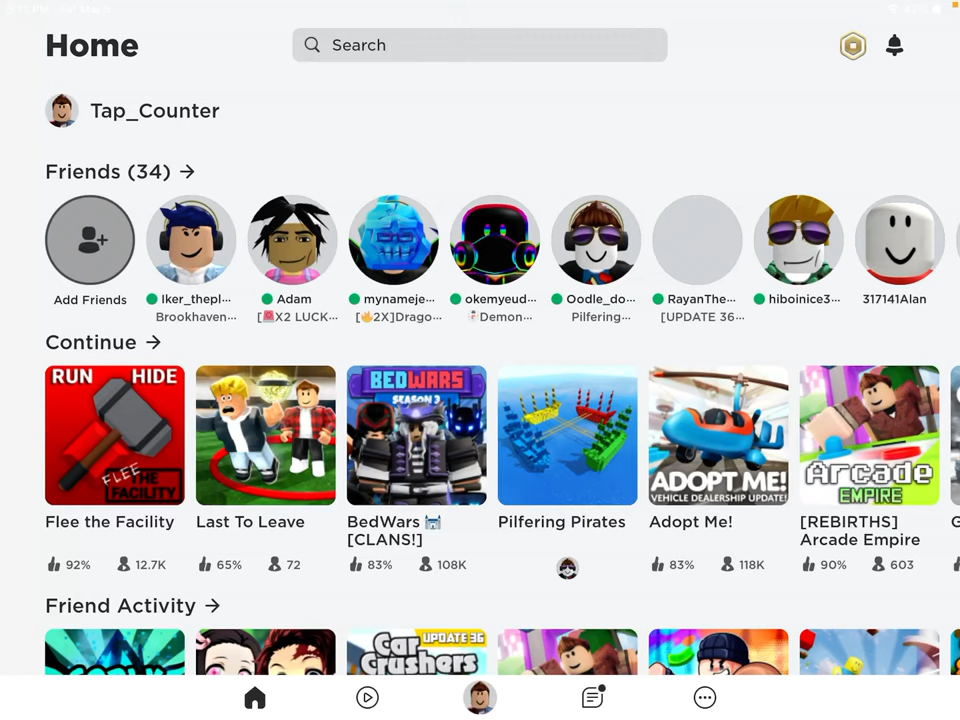 Home
Search
Tap_Counter
Friends (34) →
Add Friends
Iker_thepl...
Adam
mynameje...
okemyeud...
Oodle_do...
RayanThe...
hiboinice3...
317141Alan
Brookhaven...
[X2 LUCK...
[2X]Drago...
Demon...
Pilfering...
[UPDATE 36...
Continue →
RUN HIDE
FLEE THE FACILITY
BEDWARS
SEASON 3
ADOPT ME!
VEHICLE DEALERSHIP UPDATE!
Arcade
EMPIRE
Flee the Facility
Last To Leave
BedWars
[CLANS!]
Pilfering Pirates
Adopt Me!
[REBIRTHS]
Arcade Empire
92% 12.7K
65% 72
83% 108K
83% 118K
90% 603
Friend Activity →
UPDATE 36
Car
Crushers